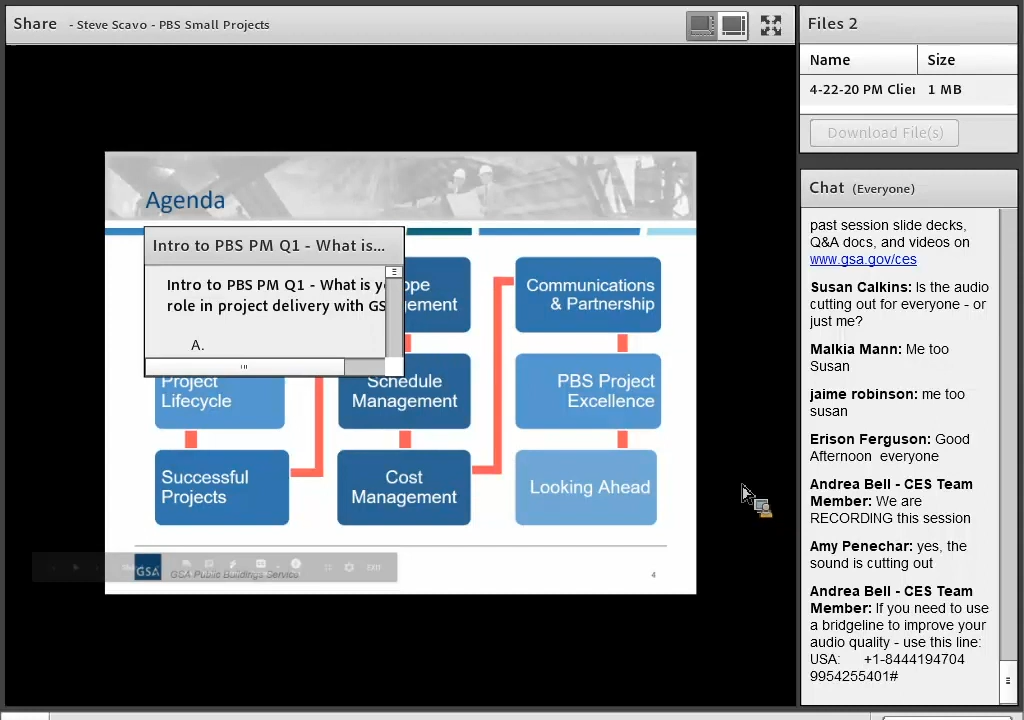 Share - Steve Scavo - PBS Small Projects
Agenda
Intro to PBS PM Q1 - What is...
Intro to PBS PM Q1 - What is
role in project delivery with
A.
Communications
& Partnership
Project
Lifecycle
Schedule
Management
PBS Project
Excellence
Successful
Projects
Cost
Management
Looking Ahead
GSA
GSA Public Buildings Service
Exit
4
Files 2
Name Size
4-22-20 PM 1 MB
Download File(s)
Chat (Everyone)
past session slide decks,
Q&A docs, and videos on
www.gsa.gov/ces
Susan Calkins: Is the audio
cutting out for everyone - or
just me?
Malkia Mann: Me too
Susan
jaime robinson: me too
susan
Erison Ferguson: Good
Afternoon everyone
Andrea Bell - CES Team
Member: We are
RECORDING this session
Amy Penechar: yes, the
sound is cutting out
Andrea Bell - CES Team
Member: If you need to use
a bridgeline to improve your
audio quality - use this line:
USA: +1-8444194704
9954255401#